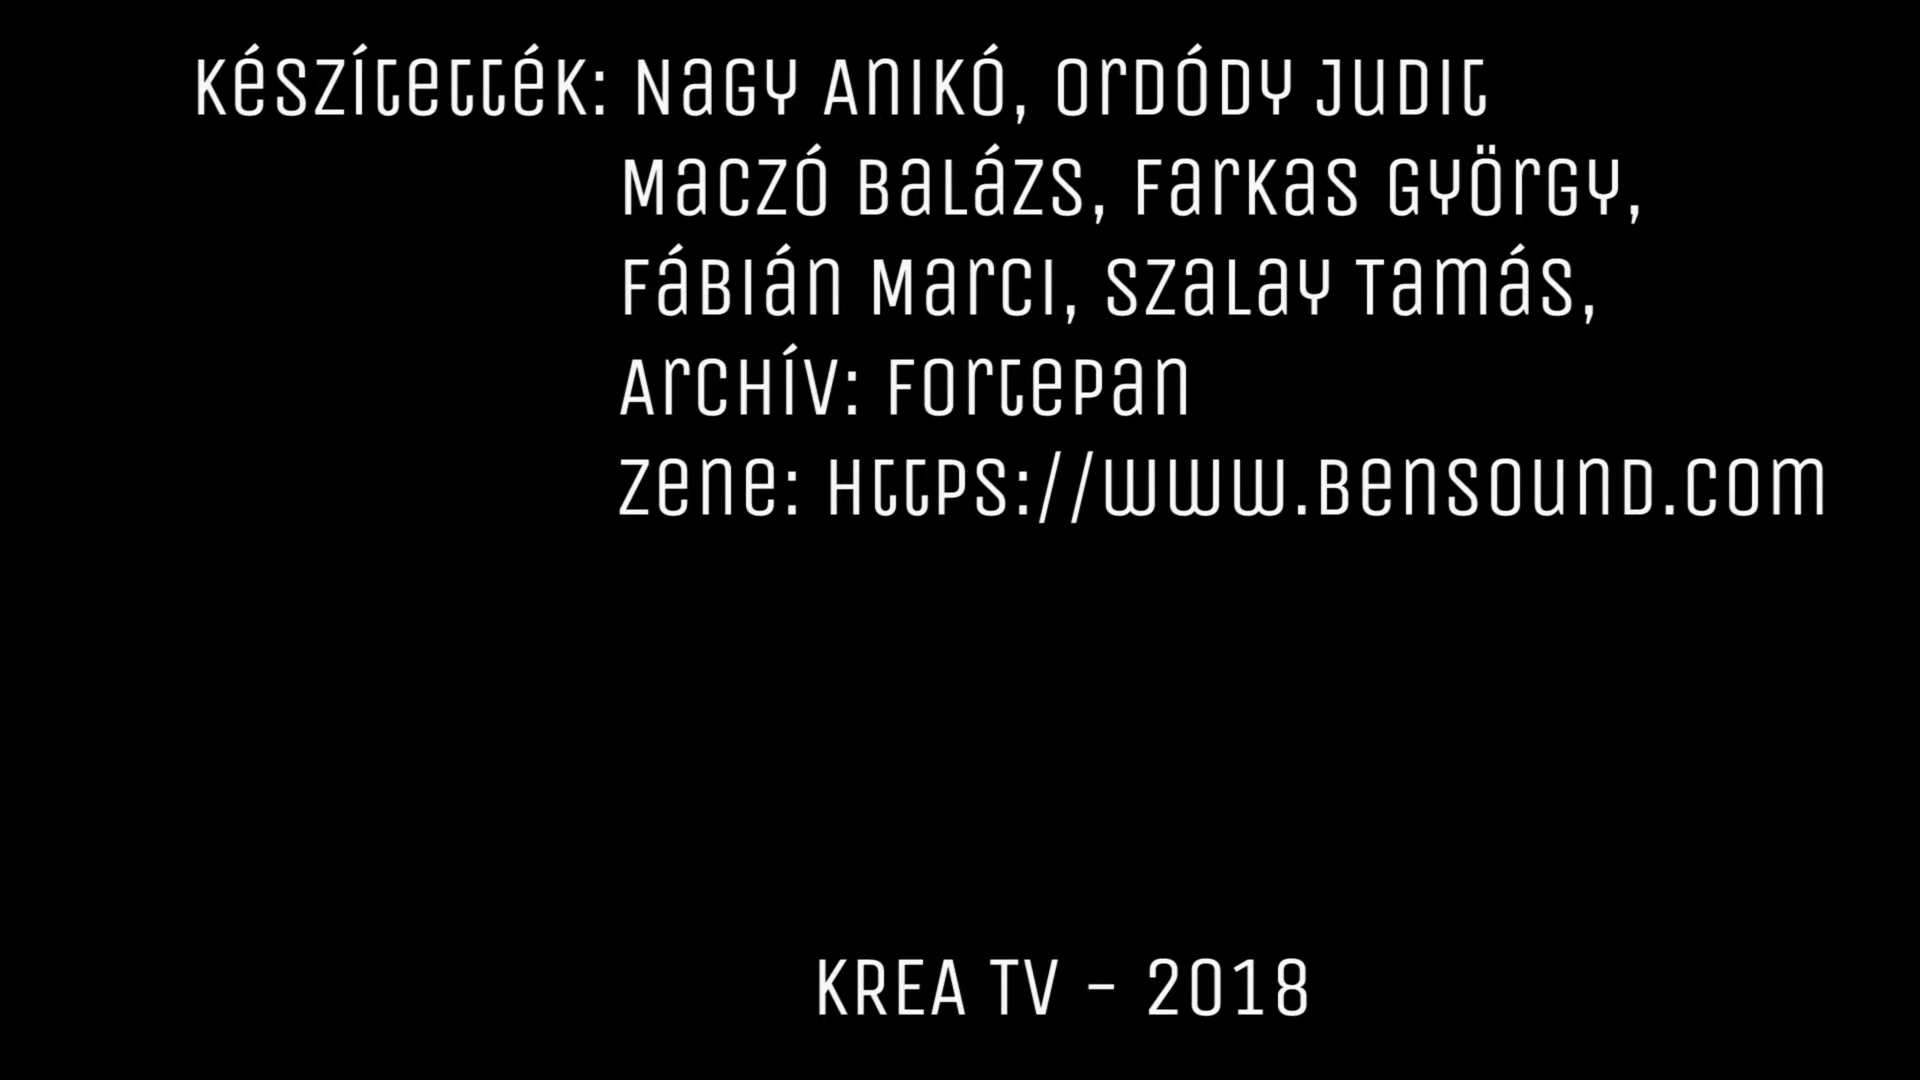 Készítették: Nagy Anikó, Ordódy Judit
Maczó Balázs, Farkas György,
Fábián Marci, Szalay Tamás,
Archív: Fortepan
Zene: https://www.bensound.com
KREA TV - 2018